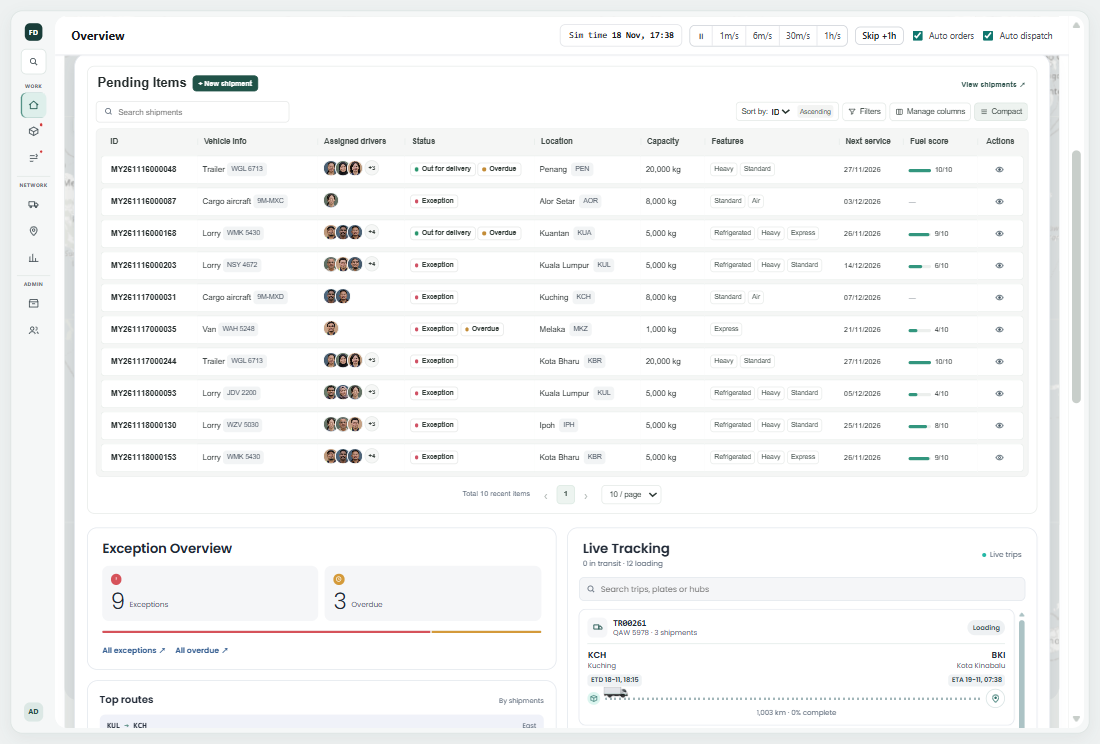 FD
Overview
Sim time 18 Nov, 17:38
1m/s
6m/s
30m/s
1h/s
Skip +1h
Auto orders
Auto dispatch
WORK
NETWORK
ADMIN
AD
Pending Items
+ New shipment
View shipments ↗
Search shipments
Sort by: ID
Ascending
Filters
Manage columns
Compact
ID Vehicle info Assigned drivers Status Location Capacity Features Next service Fuel score Actions
MY261116000048 Trailer WGL 6713 +3 Out for delivery Overdue Penang PEN 20,000 kg Heavy Standard 27/11/2026 10/10
MY261116000087 Cargo aircraft 9M-MXC Exception Alor Setar AOR 8,000 kg Standard Air 03/12/2026 —
MY261116000168 Lorry WMK 5430 +4 Out for delivery Overdue Kuantan KUA 5,000 kg Refrigerated Heavy Express 26/11/2026 9/10
MY261116000203 Lorry NSY 4672 +4 Exception Kuala Lumpur KUL 5,000 kg Refrigerated Heavy Standard 14/12/2026 6/10
MY261117000031 Cargo aircraft 9M-MXD Exception Kuching KCH 8,000 kg Standard Air 07/12/2026 —
MY261117000035 Van WAH 5248 Exception Overdue Melaka MKZ 1,000 kg Express 21/11/2026 4/10
MY261117000244 Trailer WGL 6713 +3 Exception Kota Bharu KBR 20,000 kg Heavy Standard 27/11/2026 10/10
MY261118000093 Lorry JDV 2200 +3 Exception Kuala Lumpur KUL 5,000 kg Refrigerated Heavy Standard 05/12/2026 4/10
MY261118000130 Lorry WZV 5030 +3 Exception Ipoh IPH 5,000 kg Refrigerated Heavy Standard 25/11/2026 8/10
MY261118000153 Lorry WMK 5430 +4 Exception Kota Bharu KBR 5,000 kg Refrigerated Heavy Express 26/11/2026 9/10
Total 10 recent items
‹ 1 ›
10 / page
Exception Overview
9 Exceptions
3 Overdue
All exceptions ↗
All overdue ↗
Top routes
By shipments
KUL → KCH
East
Live Tracking
0 in transit · 12 loading
Live trips
Search trips, plates or hubs
TR00261
QAW 5978 · 3 shipments
Loading
KCH
BKI
Kuching
Kota Kinabalu
ETD 18-11, 18:15
ETA 19-11, 07:38
1,003 km · 0% complete